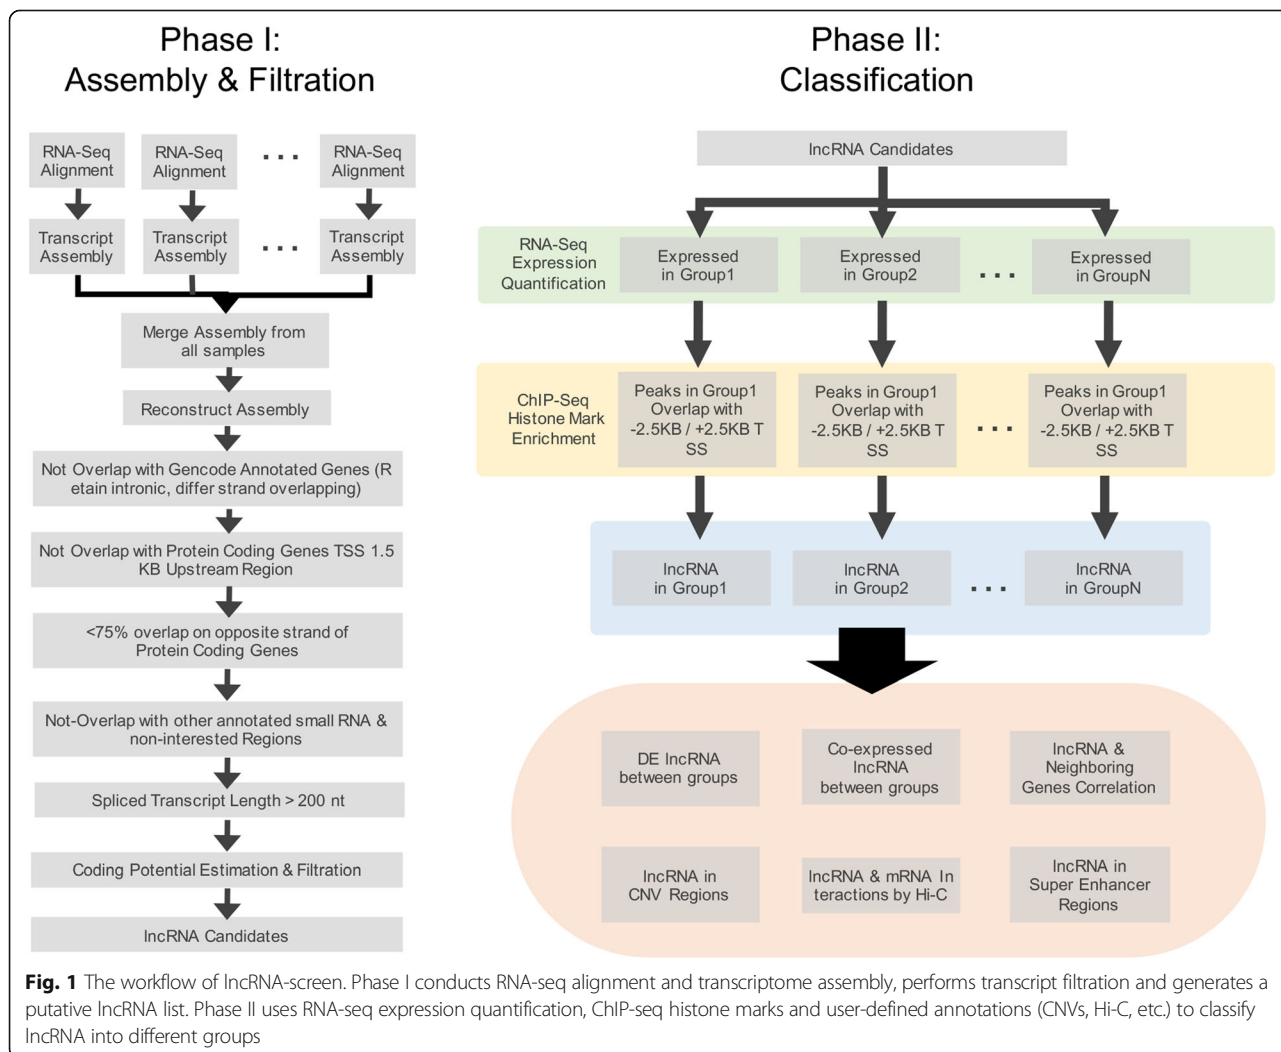 Phase I:
Assembly & Filtration
RNA-Seq
Alignment
RNA-Seq
Alignment
. . .
RNA-Seq
Alignment
Transcript
Assembly
Transcript
Assembly
. . .
Transcript
Assembly
Merge Assembly from
all samples
Reconstruct Assembly
Not Overlap with Gencode Annotated Genes (R
etain intronic, differ strand overlapping)
Not Overlap with Protein Coding Genes TSS 1.5
KB Upstream Region
<75% overlap on opposite strand of
Protein Coding Genes
Not-Overlap with other annotated small RNA &
non-interested Regions
Spliced Transcript Length > 200 nt
Coding Potential Estimation & Filtration
lncRNA Candidates
Phase II:
Classification
lncRNA Candidates
RNA-Seq
Expression
Quantification
Expressed
in Group1
Expressed
in Group2
. . .
Expressed
in GroupN
ChIP-Seq
Histone Mark
Enrichment
Peaks in Group1
Overlap with
-2.5KB / +2.5KB T
SS
Peaks in Group1
Overlap with
-2.5KB / +2.5KB T
SS
. . .
Peaks in Group1
Overlap with
-2.5KB / +2.5KB T
SS
lncRNA
in Group1
lncRNA
in Group2
. . .
lncRNA
in GroupN
DE lncRNA
between groups
Co-expressed
lncRNA
between groups
lncRNA &
Neighboring
Genes Correlation
lncRNA in
CNV Regions
lncRNA & mRNA In
teractions by Hi-C
lncRNA in
Super Enhancer
Regions
Fig. 1 The workflow of lncRNA-screen. Phase I conducts RNA-seq alignment and transcriptome assembly, performs transcript filtration and generates a
putative lncRNA list. Phase II uses RNA-seq expression quantification, ChIP-seq histone marks and user-defined annotations (CNVs, Hi-C, etc.) to classify
lncRNA into different groups